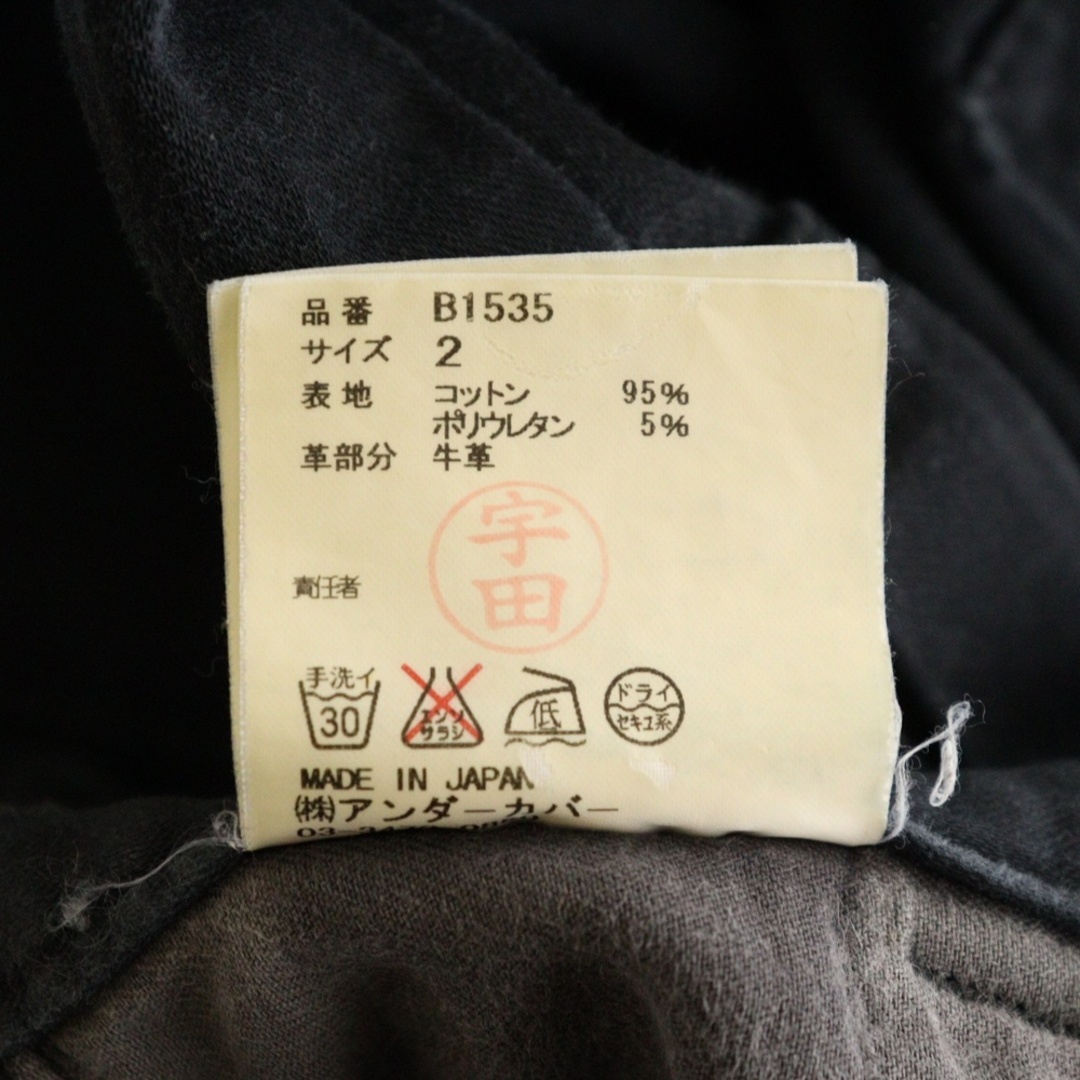 品番 B1535
サイズ 2
表地 コットン 95%
ポリウレタン 5%
革部分 牛革
宇田
責任者
手洗イ
30
エンソ
サラシ
低
ドライ
セキユ系
MADE IN JAPAN
(株)アンダーカバー